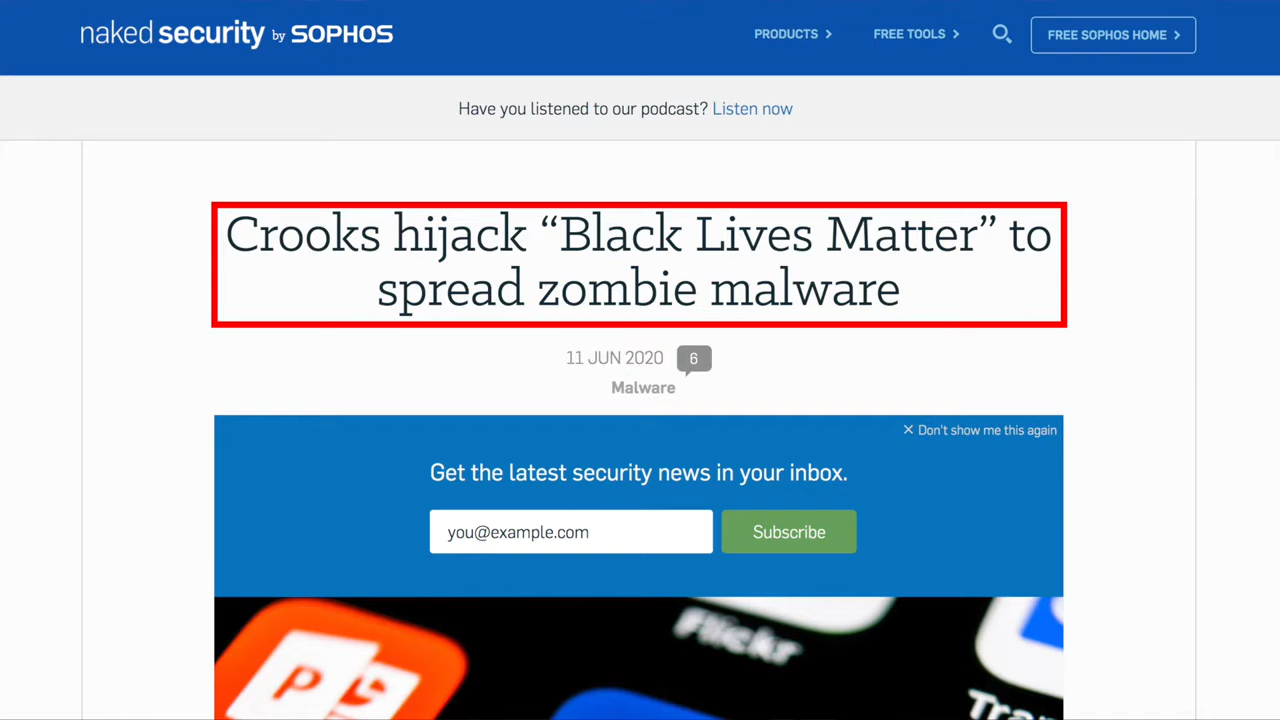 naked security by SOPHOS
PRODUCTS
FREE TOOLS
FREE SOPHOS HOME
Have you listened to our podcast? Listen now
Crooks hijack “Black Lives Matter” to
spread zombie malware
11 JUN 2020 6
Malware
Don't show me this again
Get the latest security news in your inbox.
you@example.com
Subscribe
P
Flickr